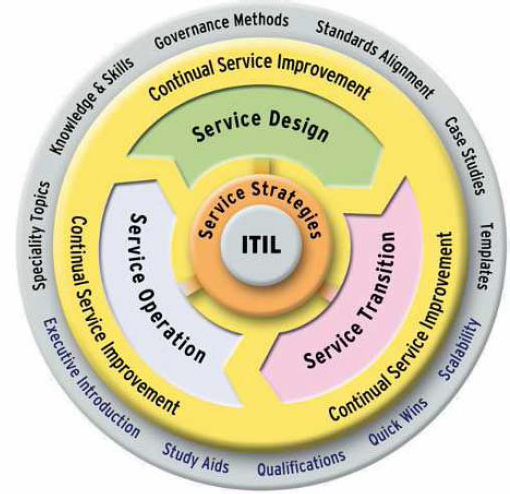 Governance Methods
Standards Alignment
Case Studies
Templates
Scalability
Quick Wins
Qualifications
Study Aids
Executive Introduction
Speciality Topics
Knowledge & Skills
Continual Service Improvement
Continual Service Improvement
Continual Service Improvement
Service Design
Service Transition
Service Operation
Service Strategies
ITIL